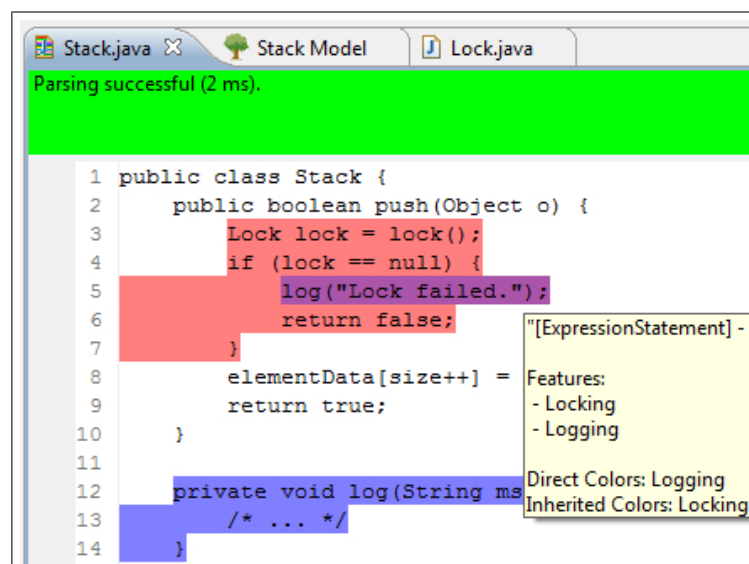 Stack.java Stack Model Lock.java
Parsing successful (2 ms).
1 public class Stack {
2 public boolean push(Object o) {
3 Lock lock = lock();
4 if (lock == null) {
5 log("Lock failed.");
6 return false;
7 }
8 elementData[size++] =
9 return true;
10 }
11
12 private void log(String ms
13 /* ... */
14 }
"[ExpressionStatement] -
Features:
- Locking
- Logging
Direct Colors: Logging
Inherited Colors: Locking